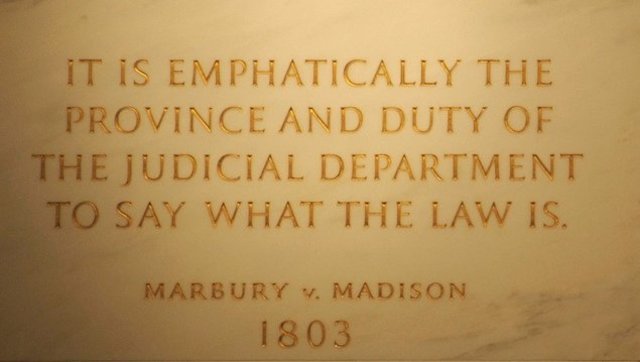 IT IS EMPHATICALLY THE
PROVINCE AND DUTY OF
THE JUDICIAL DEPARTMENT
TO SAY WHAT THE LAW IS.
MARBURY v. MADISON
1803